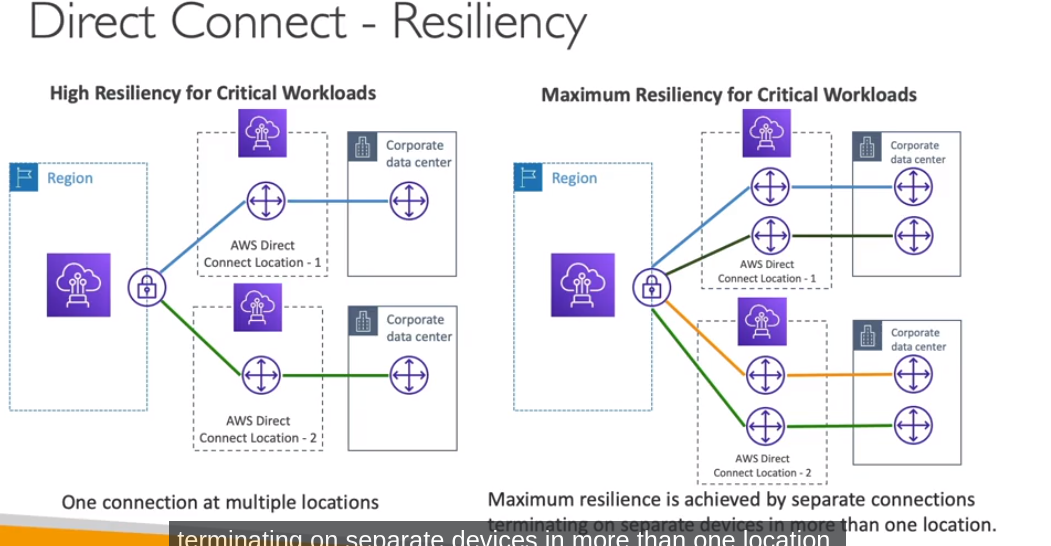 Direct Connect - Resiliency
High Resiliency for Critical Workloads
Region
Corporate
data center
AWS Direct
Connect Location - 1
Corporate
data center
AWS Direct
Connect Location - 2
One connection at multiple locations
Maximum Resiliency for Critical Workloads
Region
Corporate
data center
AWS Direct
Connect Location - 1
Corporate
data center
AWS Direct
Connect Location - 2
Maximum resilience is achieved by separate connections
terminating on separate devices in more than one location.
terminating on separate devices in more than one location.